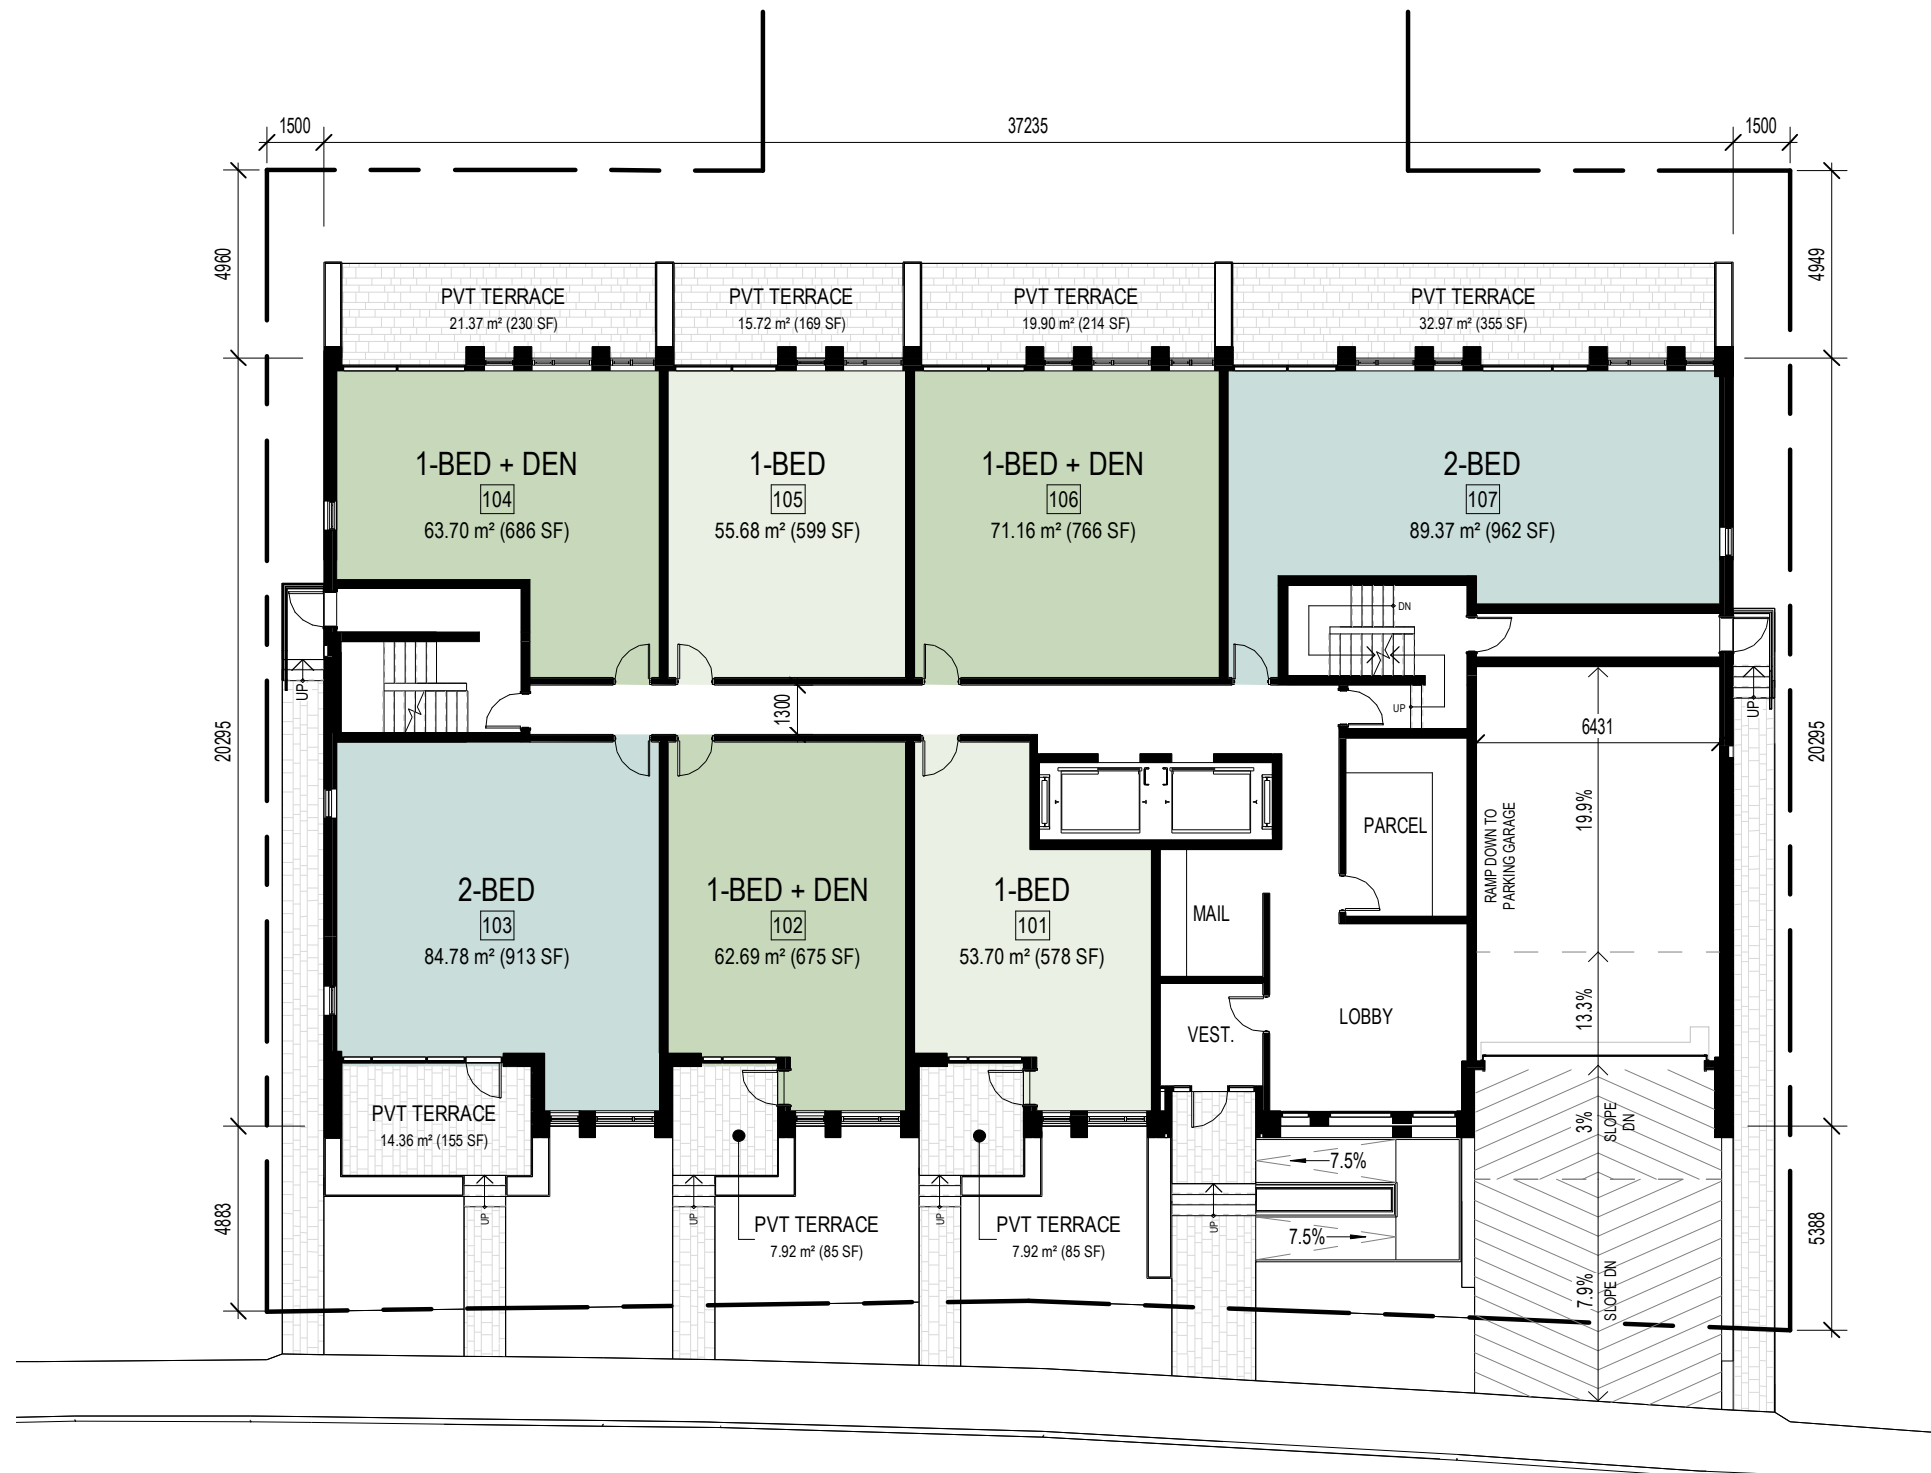 1500
37235
1500
4960
4949
PVT TERRACE
21.37 m² (230 SF)
PVT TERRACE
15.72 m² (169 SF)
PVT TERRACE
19.90 m² (214 SF)
PVT TERRACE
32.97 m² (355 SF)
1-BED + DEN
104
63.70 m² (686 SF)
1-BED
105
55.68 m² (599 SF)
1-BED + DEN
106
71.16 m² (766 SF)
2-BED
107
89.37 m² (962 SF)
DN
UP
UP
UP
20295
1300
6431
20295
19.9%
RAMP DOWN TO
PARKING GARAGE
PARCEL
2-BED
103
84.78 m² (913 SF)
1-BED + DEN
102
62.69 m² (675 SF)
1-BED
101
53.70 m² (578 SF)
MAIL
VEST.
LOBBY
13.3%
PVT TERRACE
14.36 m² (155 SF)
3%
SLOPE
DN
7.5%
7.5%
4883
UP
UP
UP
UP
PVT TERRACE
7.92 m² (85 SF)
PVT TERRACE
7.92 m² (85 SF)
7.9%
SLOPE DN
5388